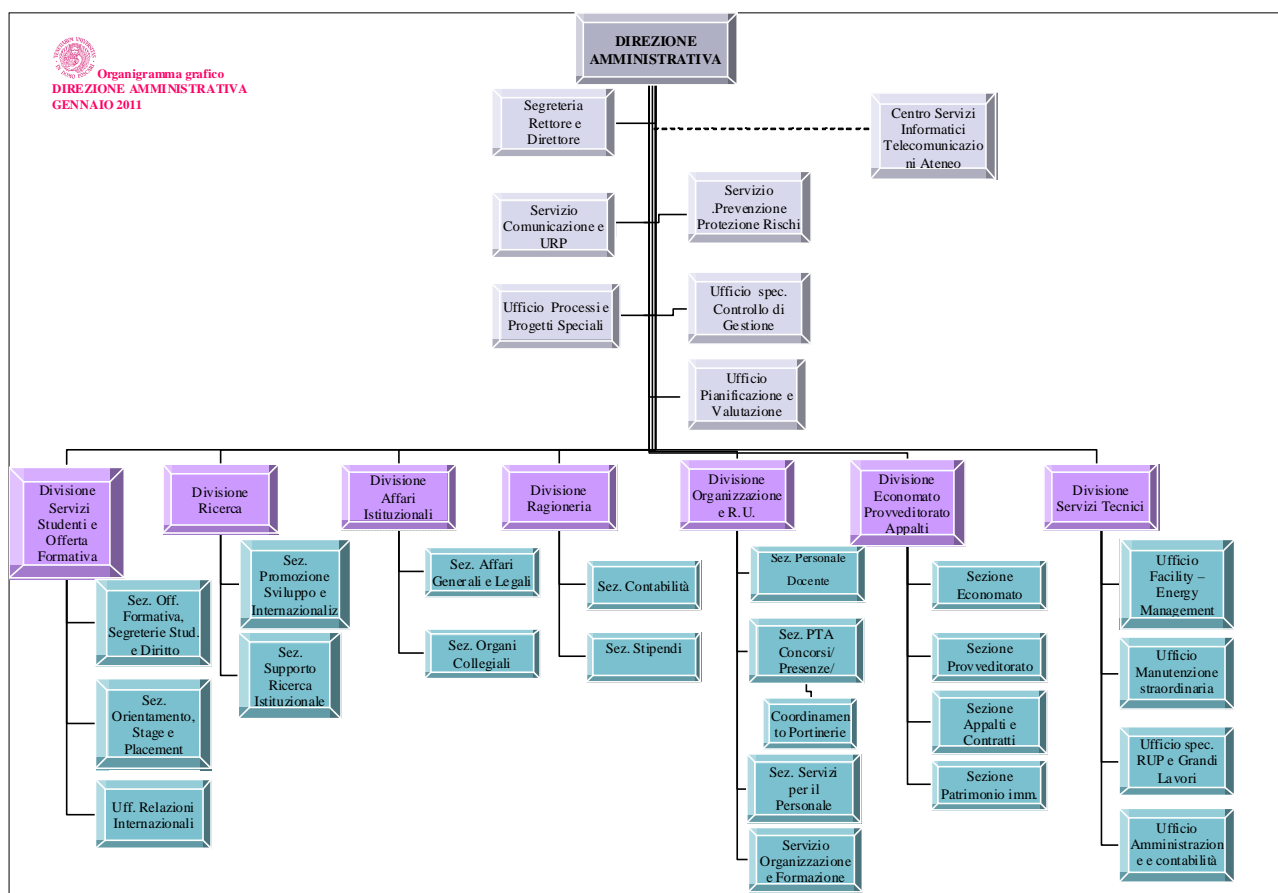 Organigramma grafico
DIREZIONE AMMINISTRATIVA
GENNAIO 2011
DIREZIONE
AMMINISTRATIVA
Segreteria
Rettore e
Direttore
Centro Servizi
Informatici
Telecomunicazio
ni Ateneo
Servizio
Comunicazione e
URP
Servizio
.Prevenzione
Protezione Rischi
Ufficio Processi e
Progetti Speciali
Ufficio spec.
Controllo di
Gestione
Ufficio
Pianificazione e
Valutazione
Divisione
Servizi
Studenti e
Offerta
Formativa
Divisione
Ricerca
Divisione
Affari
Istituzionali
Divisione
Ragioneria
Divisione
Organizzazione
e R.U.
Divisione
Economato
Provveditorato
Appalti
Divisione
Servizi Tecnici
Sez. Off.
Formativa,
Segreterie Stud.
e Diritto
Sez.
Orientamento,
Stage e
Placement
Uff. Relazioni
Internazionali
Sez.
Promozione
Sviluppo e
Internazionaliz
Sez.
Supporto
Ricerca
Istituzionale
Sez. Affari
Generali e Legali
Sez. Organi
Collegiali
Sez. Contabilità
Sez. Stipendi
Sez. Personale
Docente
Sez. PTA
Concorsi/
Presenze/
Coordinamen
to Portinerie
Sez. Servizi
per il
Personale
Servizio
Organizzazione
e Formazione
Sezione
Economato
Sezione
Provveditorato
Sezione
Appalti e
Contratti
Sezione
Patrimonio imm.
Ufficio
Facility –
Energy
Management
Ufficio
Manutenzione
straordinaria
Ufficio spec.
RUP e Grandi
Lavori
Ufficio
Amministrazion
e e contabilità